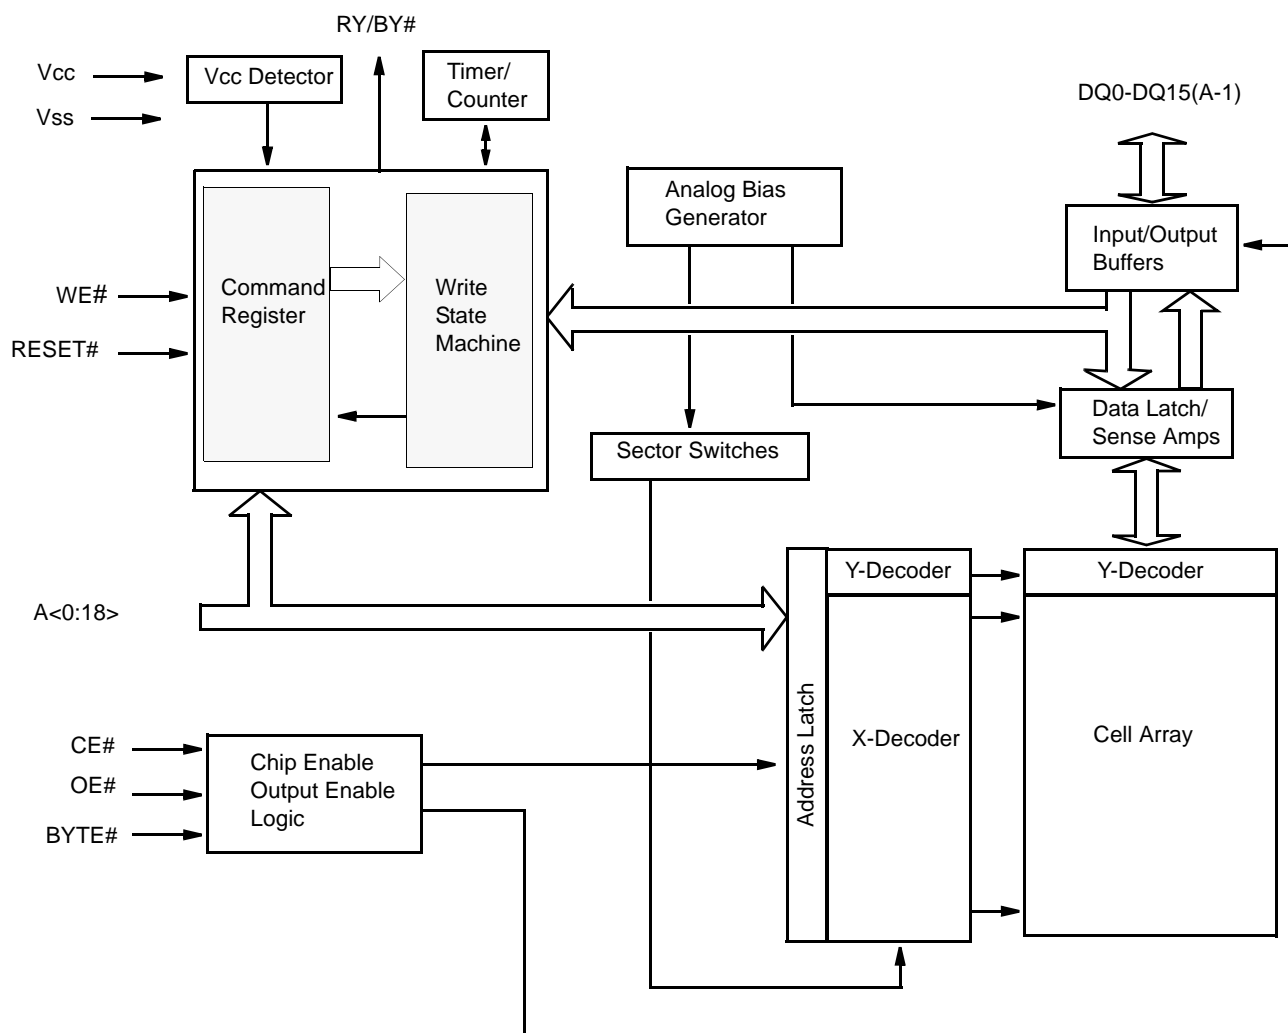 RY/BY#
Vcc
Vss
Vcc Detector
Timer/
Counter
DQ0-DQ15(A-1)
Analog Bias
Generator
Input/Output
Buffers
WE#
RESET#
Command
Register
Write
State
Machine
Data Latch/
Sense Amps
Sector Switches
A<0:18>
Y-Decoder
Y-Decoder
Address Latch
X-Decoder
Cell Array
CE#
OE#
BYTE#
Chip Enable
Output Enable
Logic